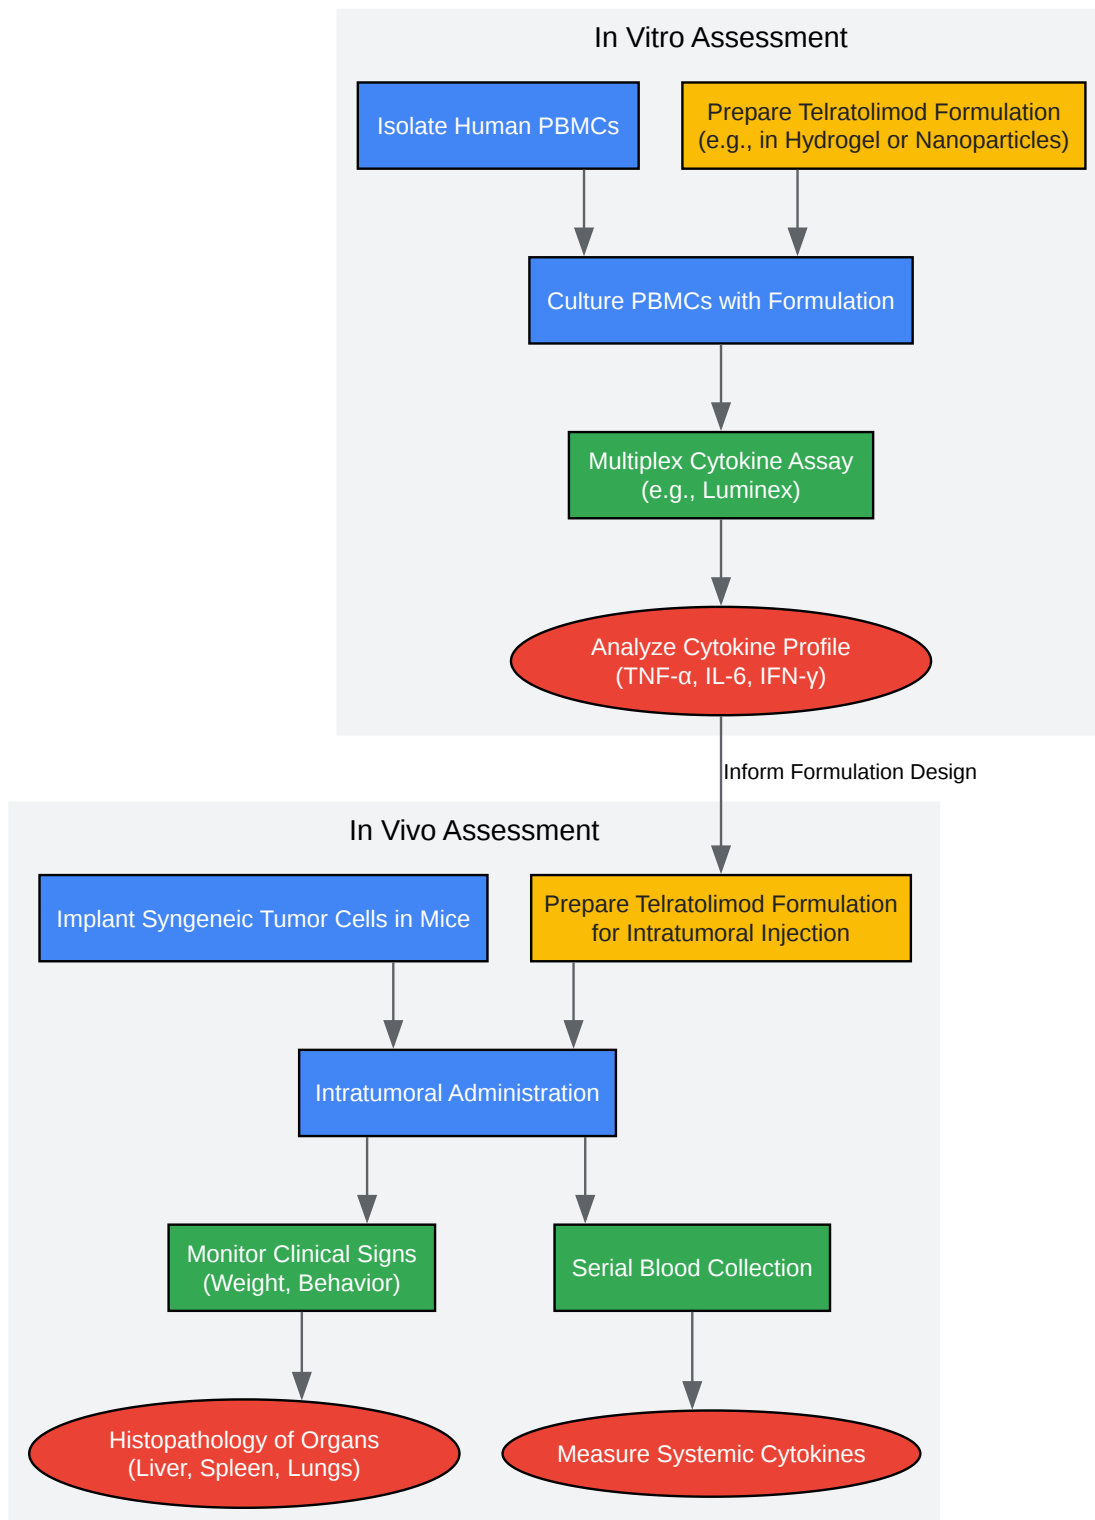 In Vitro Assessment
Isolate Human PBMCs
Prepare Telratolimod Formulation
(e.g., in Hydrogel or Nanoparticles)
Culture PBMCs with Formulation
Multiplex Cytokine Assay
(e.g., Luminex)
Analyze Cytokine Profile
(TNF-α, IL-6, IFN-γ)
Inform Formulation Design
In Vivo Assessment
Implant Syngeneic Tumor Cells in Mice
Prepare Telratolimod Formulation
for Intratumoral Injection
Intratumoral Administration
Monitor Clinical Signs
(Weight, Behavior)
Serial Blood Collection
Histopathology of Organs
(Liver, Spleen, Lungs)
Measure Systemic Cytokines